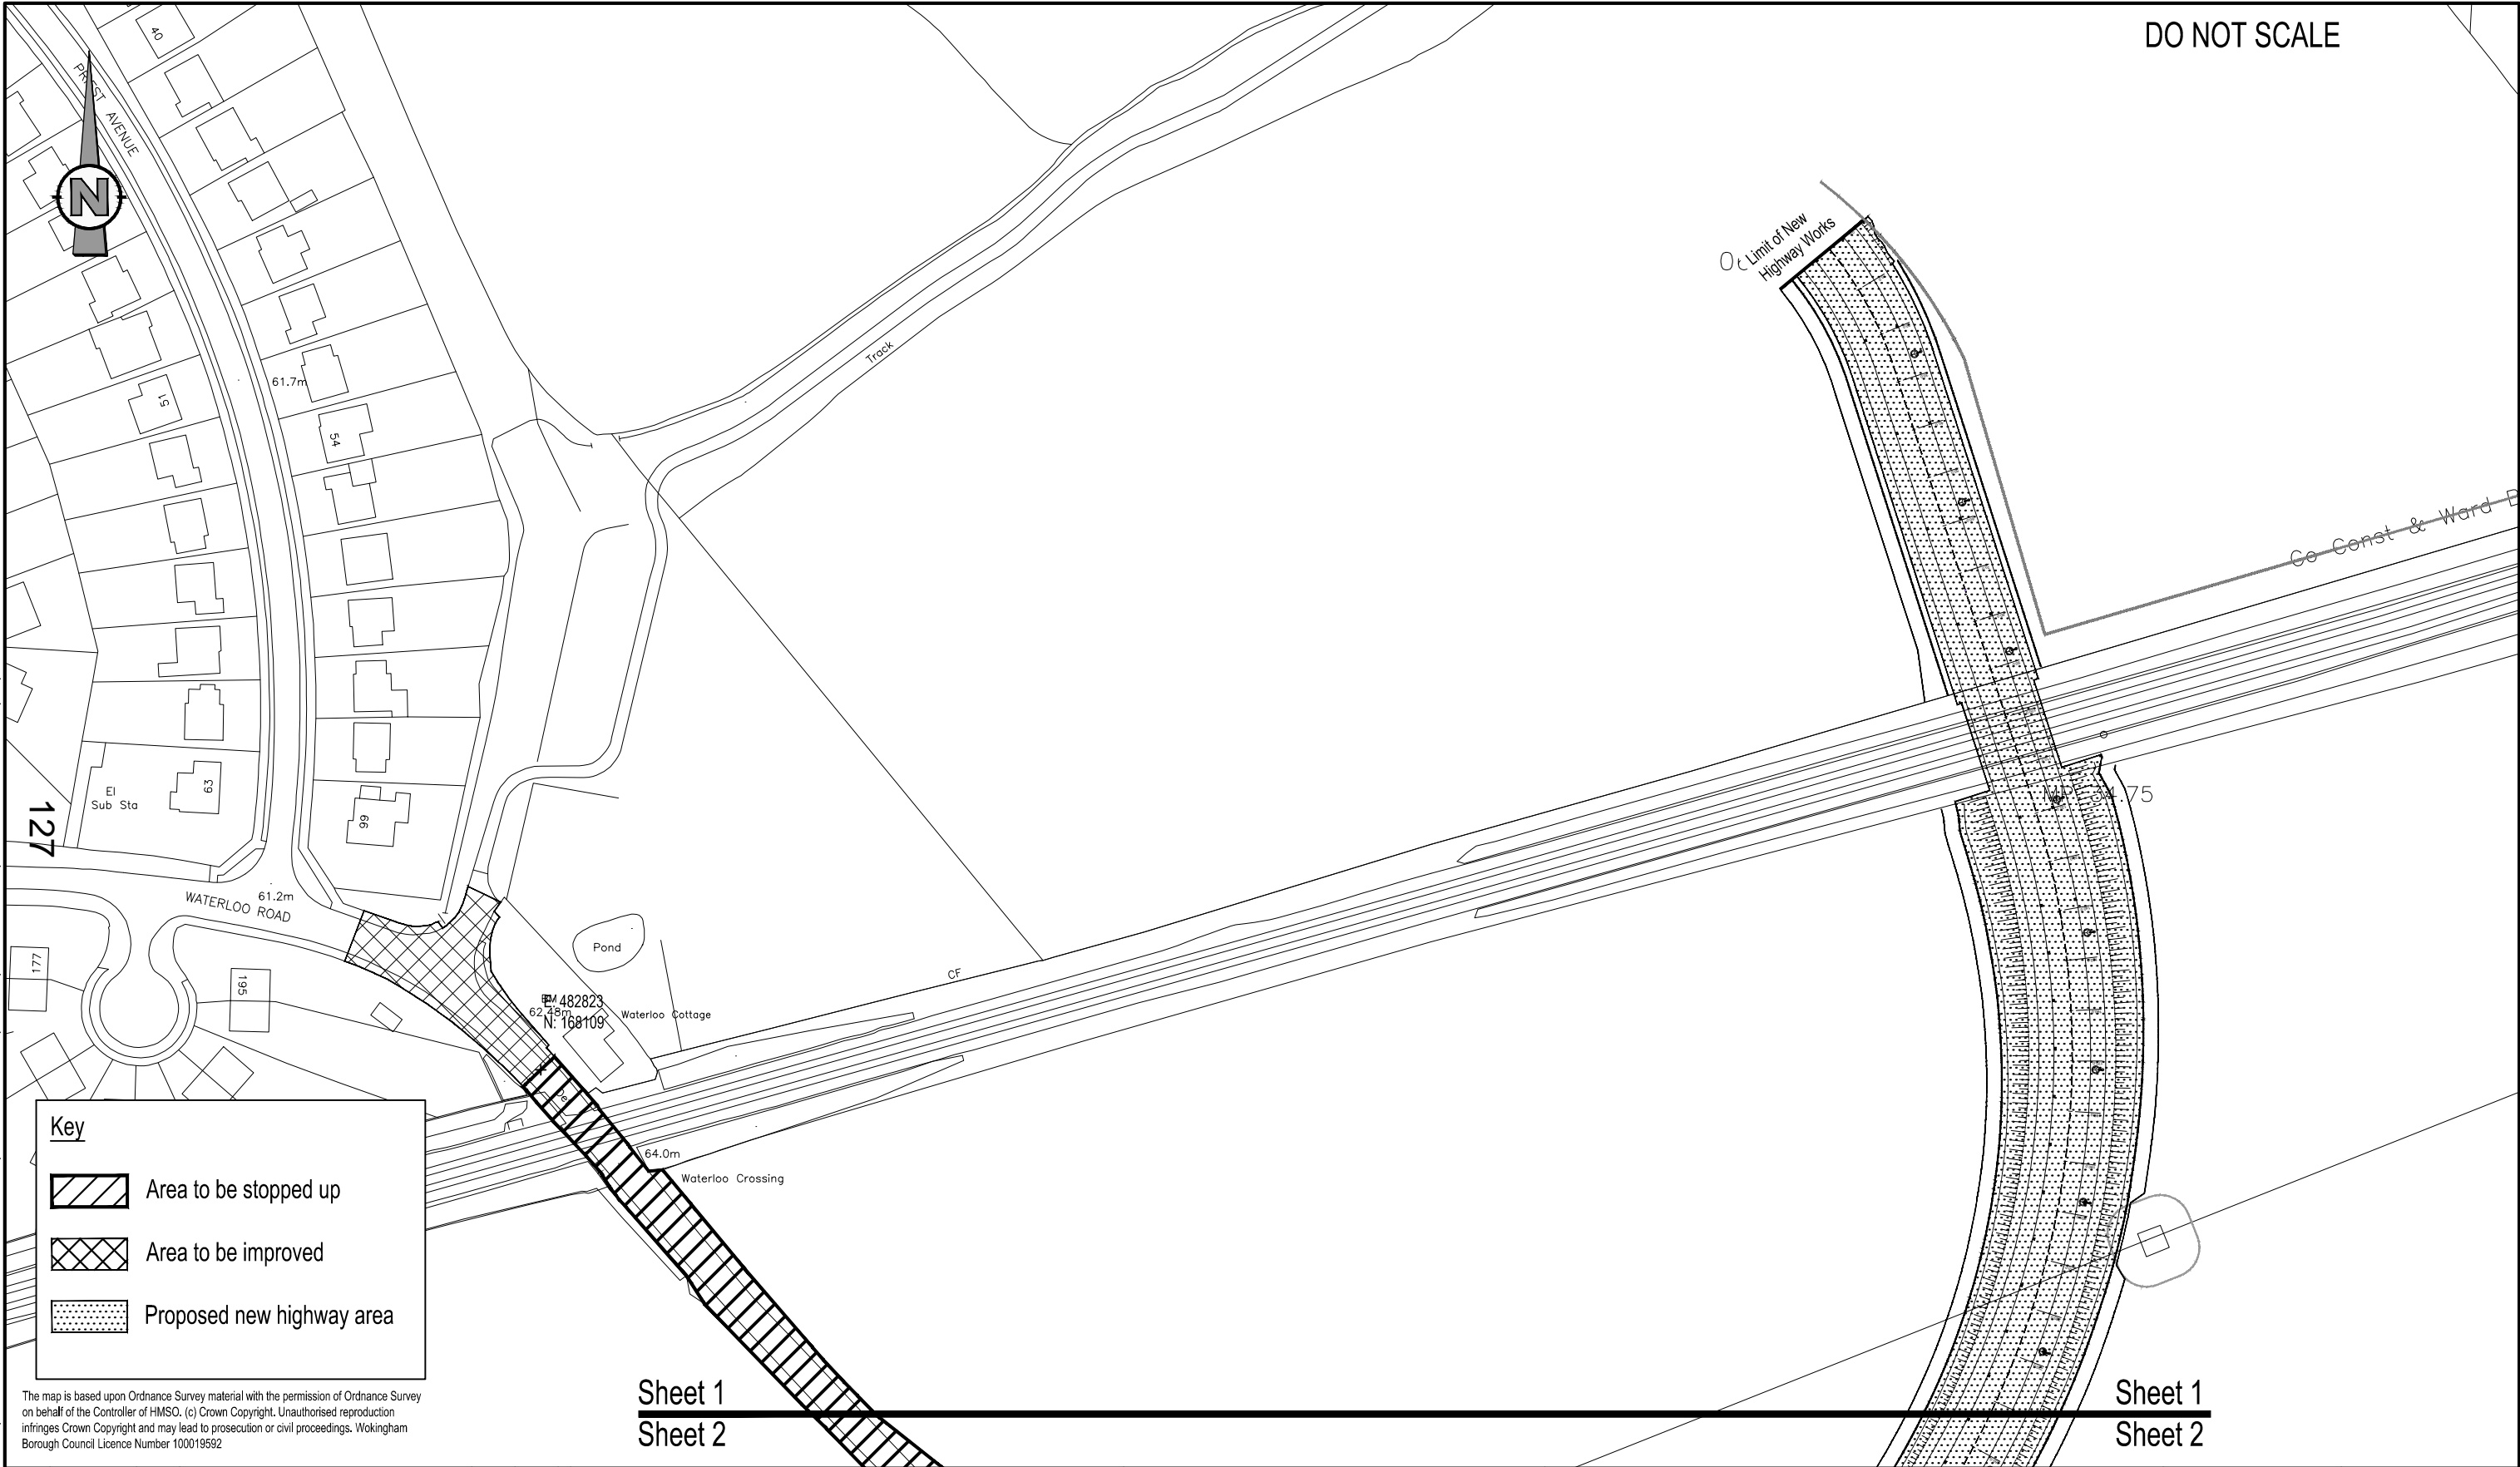 DO NOT SCALE
40
AVENUE
N
Limit of New
Highway Works
61.7m
51
54
Track
Co Const & Ward
El
Sub Sta
63
66
127
61.2m
WATERLOO ROAD
177
195
Pond
CF
E: 482823
62.48m
N: 168109
Waterloo Cottage
64.0m
Waterloo Crossing
Key
Area to be stopped up
Area to be improved
Proposed new highway area
Sheet 1
Sheet 2
Sheet 1
Sheet 2
The map is based upon Ordnance Survey material with the permission of Ordnance Survey
on behalf of the Controller of HMSO. (c) Crown Copyright. Unauthorised reproduction
infringes Crown Copyright and may lead to prosecution or civil proceedings. Wokingham
Borough Council Licence Number 100019592